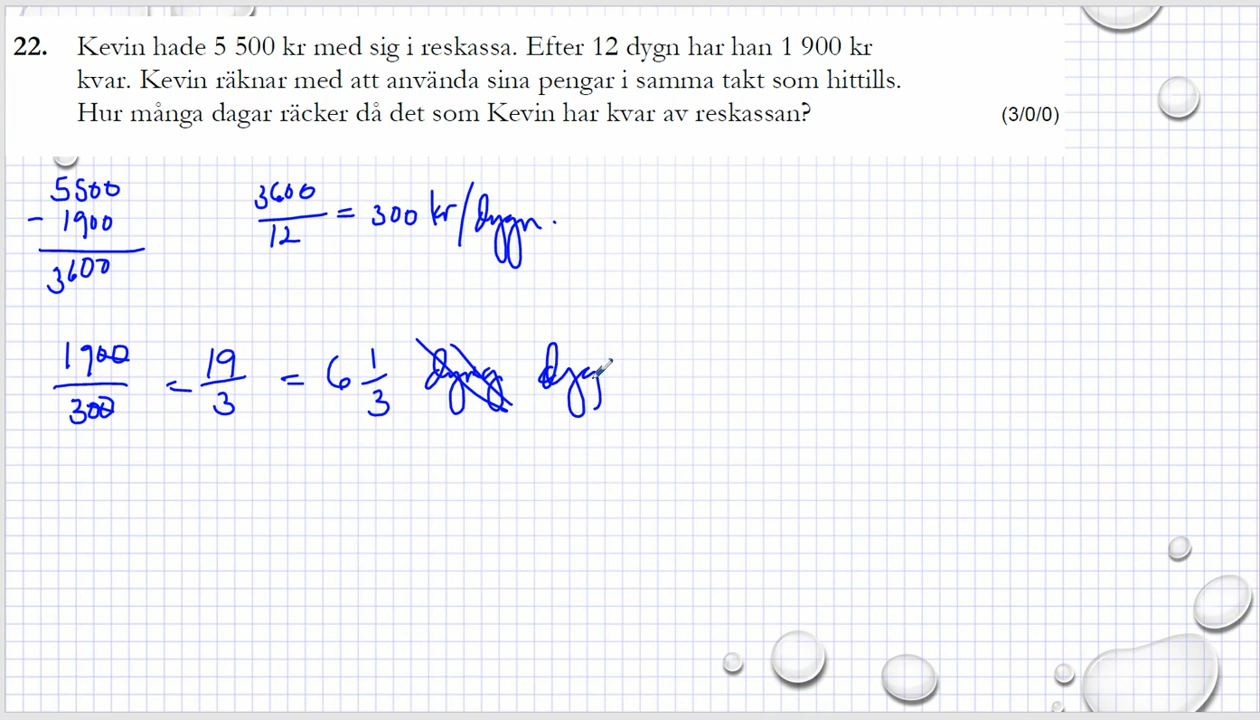 22. Kevin hade 5 500 kr med sig i reskassa. Efter 12 dygn har han 1 900 kr
kvar. Kevin räknar med att använda sina pengar i samma takt som hittills.
Hur många dagar räcker då det som Kevin har kvar av reskassan? (3/0/0)
5500
- 1900
3600
3600
12
= 300 kr/dygn.
1900
300
= 19
3
= 6 1
3